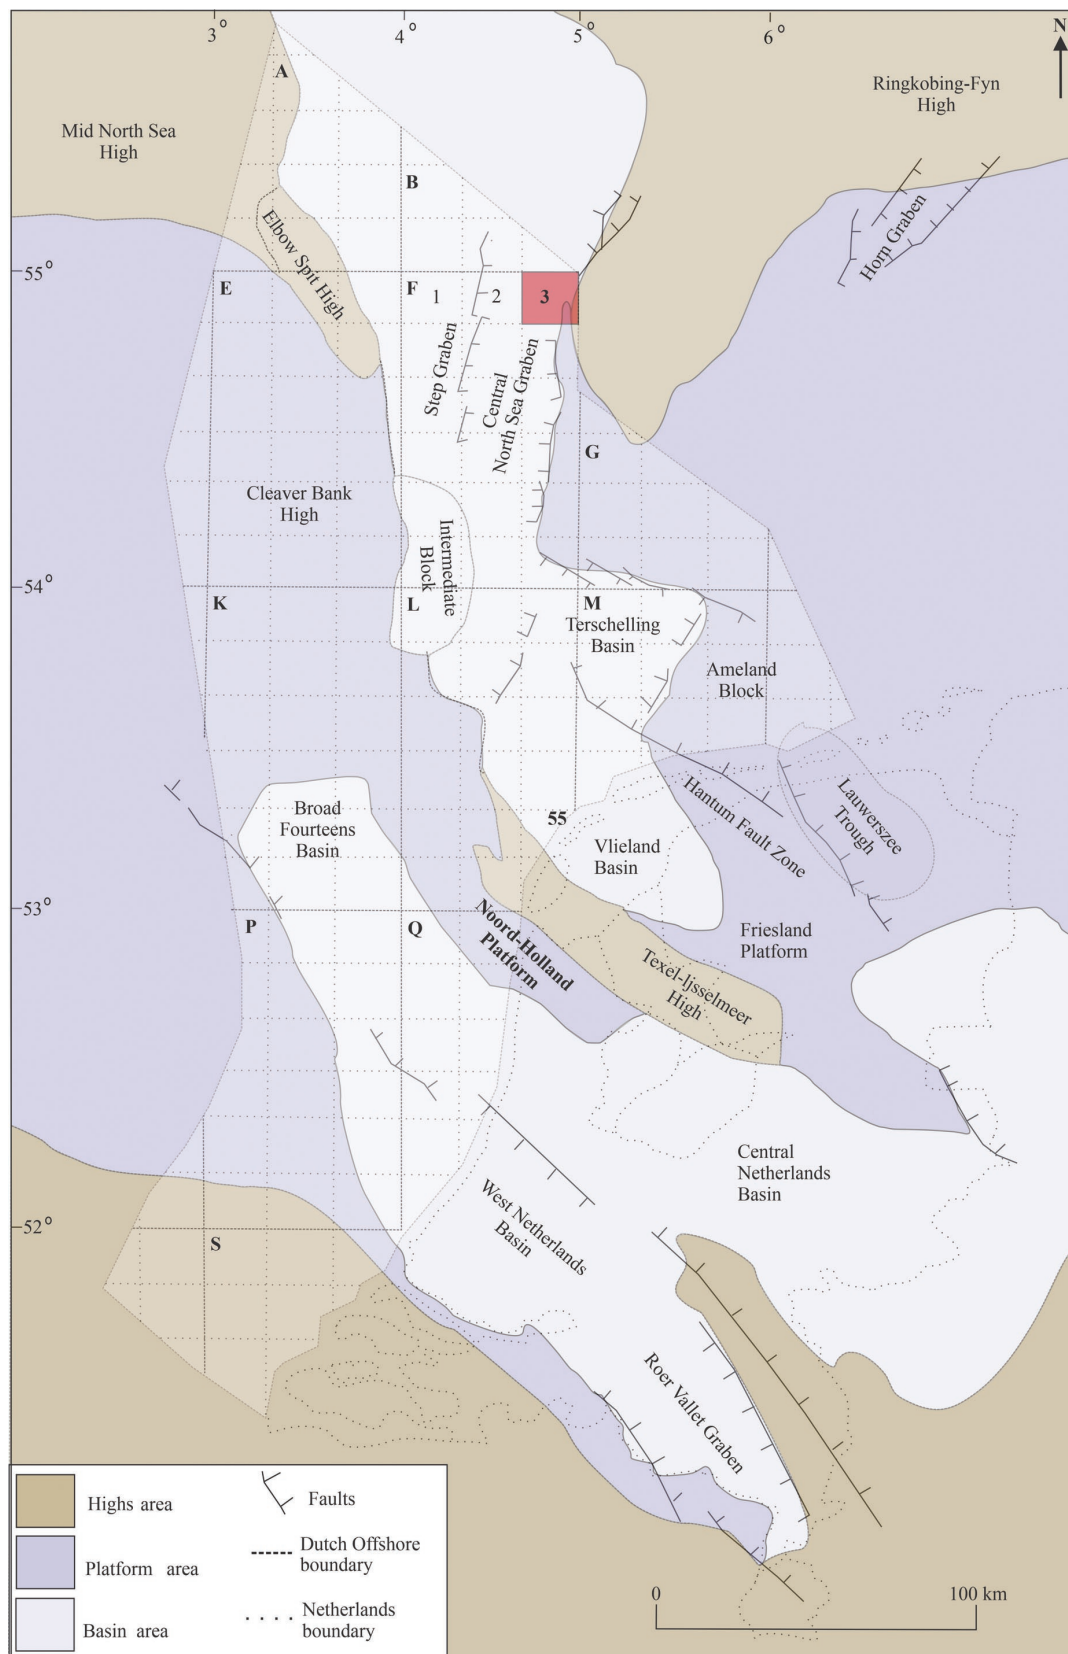 3°
4°
5°
6°
N
A
Ringkobing-Fyn
High
Mid North Sea
High
B
Elbow Spit High
Horn Graben
55°
E
F
1
2
3
Step Graben
Central
North Sea Graben
G
Cleaver Bank
High
Intermediate
Block
54°
K
L
M
Terschelling
Basin
Ameland
Block
Broad
Fourteens
Basin
55
Vlieland
Basin
Hantum Fault Zone
Lauwerszee
Trough
53°
P
Q
Noord-Holland
Platform
Friesland
Platform
Texel-Ijsselmeer
High
Central
Netherlands
Basin
West Netherlands
Basin
52°
S
Roer Vallet Graben
Highs area
Faults
Platform area
Dutch Offshore
boundary
Basin area
Netherlands
boundary
0
100 km